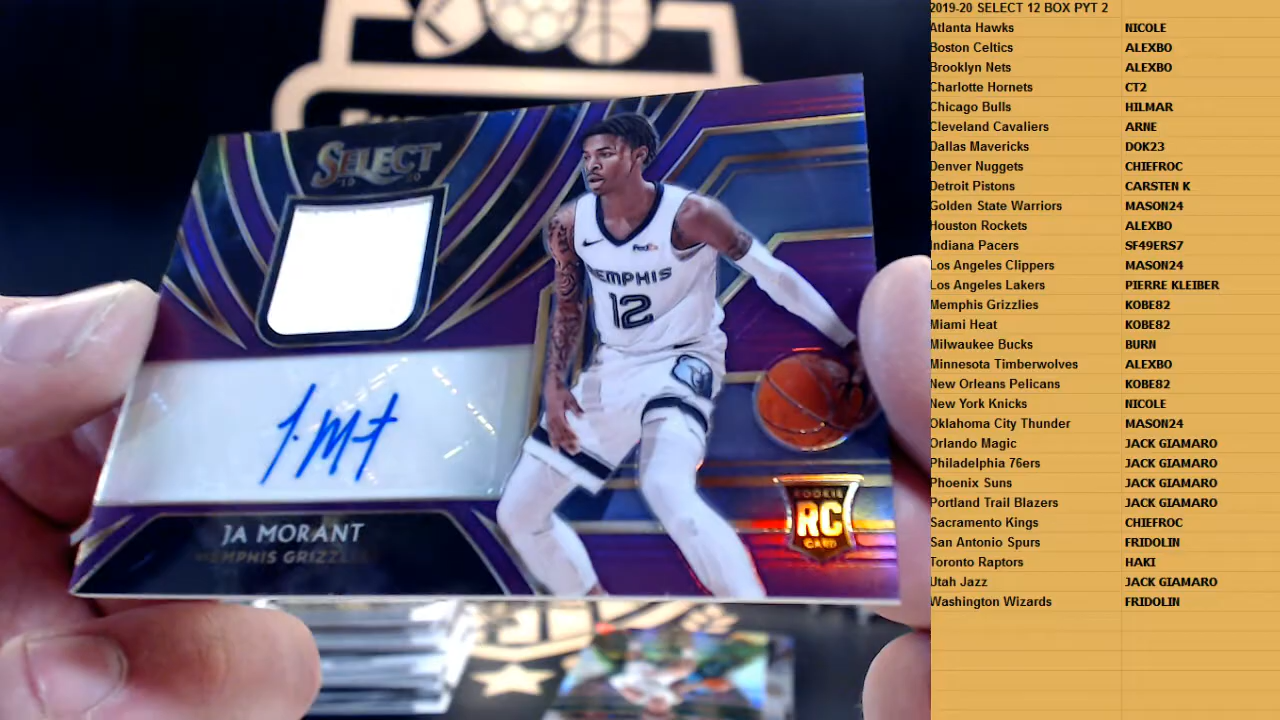 SELECT
19 20
FedEx
MEMPHIS
12
JA MORANT
MEMPHIS GRIZZLIES
ROOKIE
RC
CARD
2019-20 SELECT 12 BOX PYT 2
Atlanta Hawks NICOLE
Boston Celtics ALEXBO
Brooklyn Nets ALEXBO
Charlotte Hornets CT2
Chicago Bulls HILMAR
Cleveland Cavaliers ARNE
Dallas Mavericks DOK23
Denver Nuggets CHIEFROC
Detroit Pistons CARSTEN K
Golden State Warriors MASON24
Houston Rockets ALEXBO
Indiana Pacers SF49ERS7
Los Angeles Clippers MASON24
Los Angeles Lakers PIERRE KLEIBER
Memphis Grizzlies KOBE82
Miami Heat KOBE82
Milwaukee Bucks BURN
Minnesota Timberwolves ALEXBO
New Orleans Pelicans KOBE82
New York Knicks NICOLE
Oklahoma City Thunder MASON24
Orlando Magic JACK GIAMARO
Philadelphia 76ers JACK GIAMARO
Phoenix Suns JACK GIAMARO
Portland Trail Blazers JACK GIAMARO
Sacramento Kings CHIEFROC
San Antonio Spurs FRIDOLIN
Toronto Raptors HAKI
Utah Jazz JACK GIAMARO
Washington Wizards FRIDOLIN